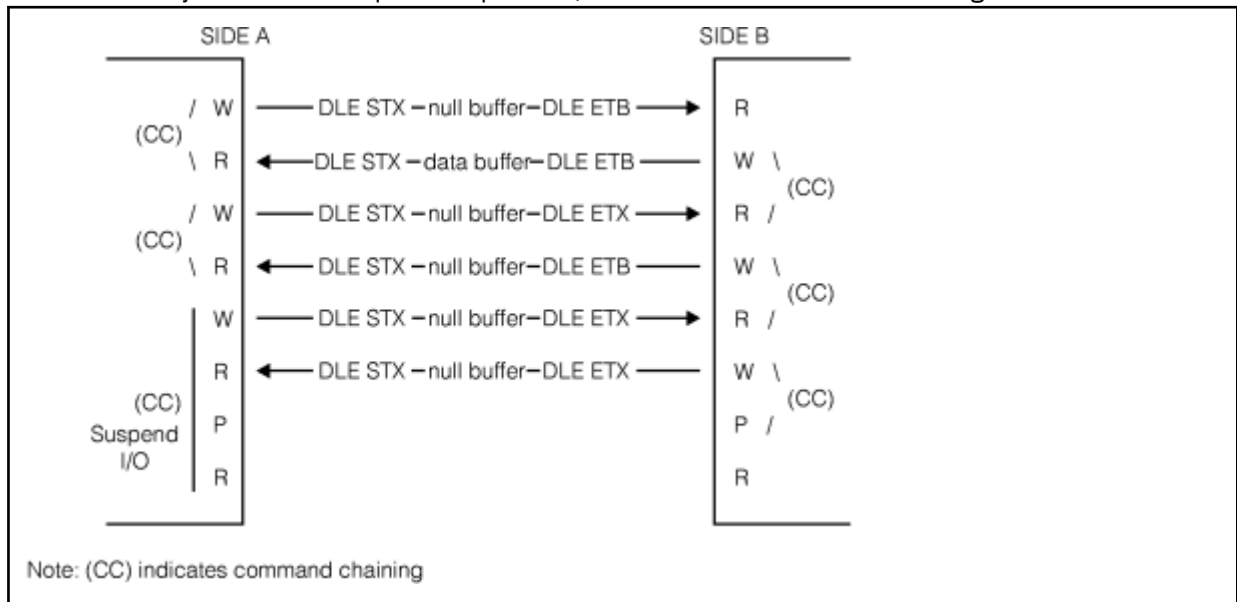 SIDE A SIDE B
/ W DLE STX – null buffer – DLE ETB R
(CC)
\ R DLE STX – data buffer – DLE ETB W \
(CC)
/ W DLE STX – null buffer – DLE ETX R /
(CC)
\ R DLE STX – null buffer – DLE ETB W \
(CC)
W DLE STX – null buffer – DLE ETX R /
R DLE STX – null buffer – DLE ETX W \
(CC) (CC)
P P /
Suspend
I/O
R R
Note: (CC) indicates command chaining